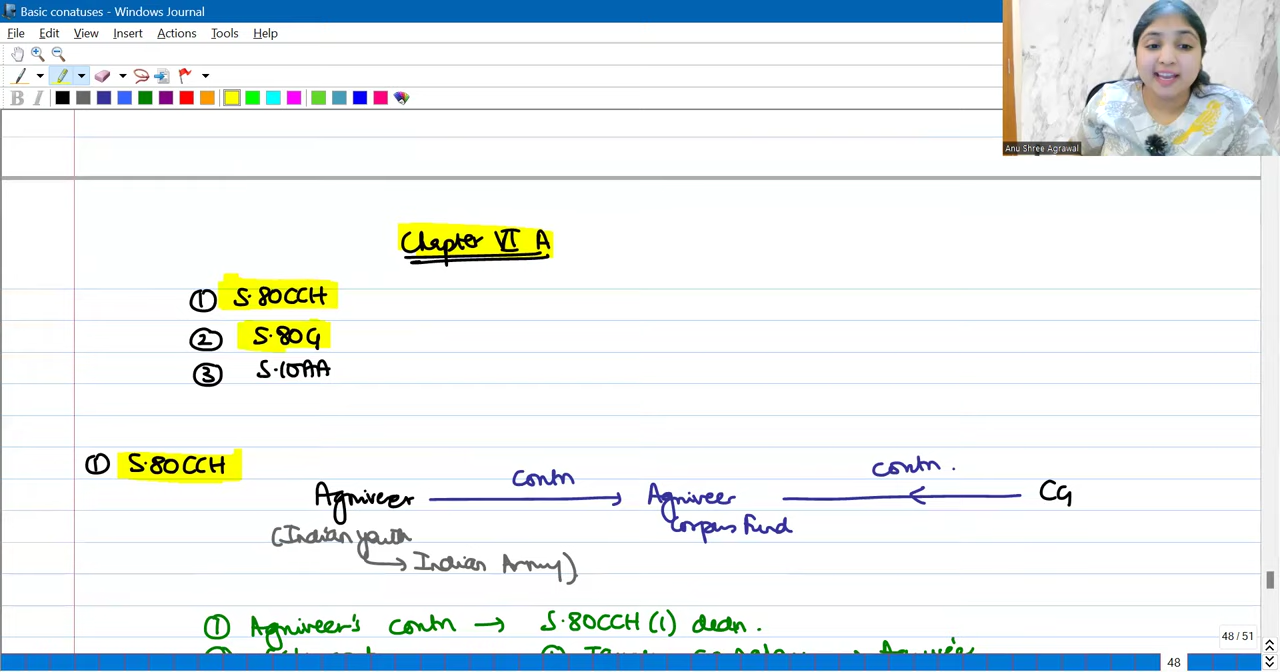 Basic conatuses - Windows Journal
File Edit View Insert Actions Tools Help
B I
Anu Shree Agrawal
Chapter VI A
① S.80CCH
② S.80G
③ S.10AA
① S.80CCH
Contn
contn.
Agniveer
Agniveer
CG
Corpus Fund
(Indian youth
Indian Army)
① Agniveer's contn → S.80CCH (1) dedn.
48 / 51
48